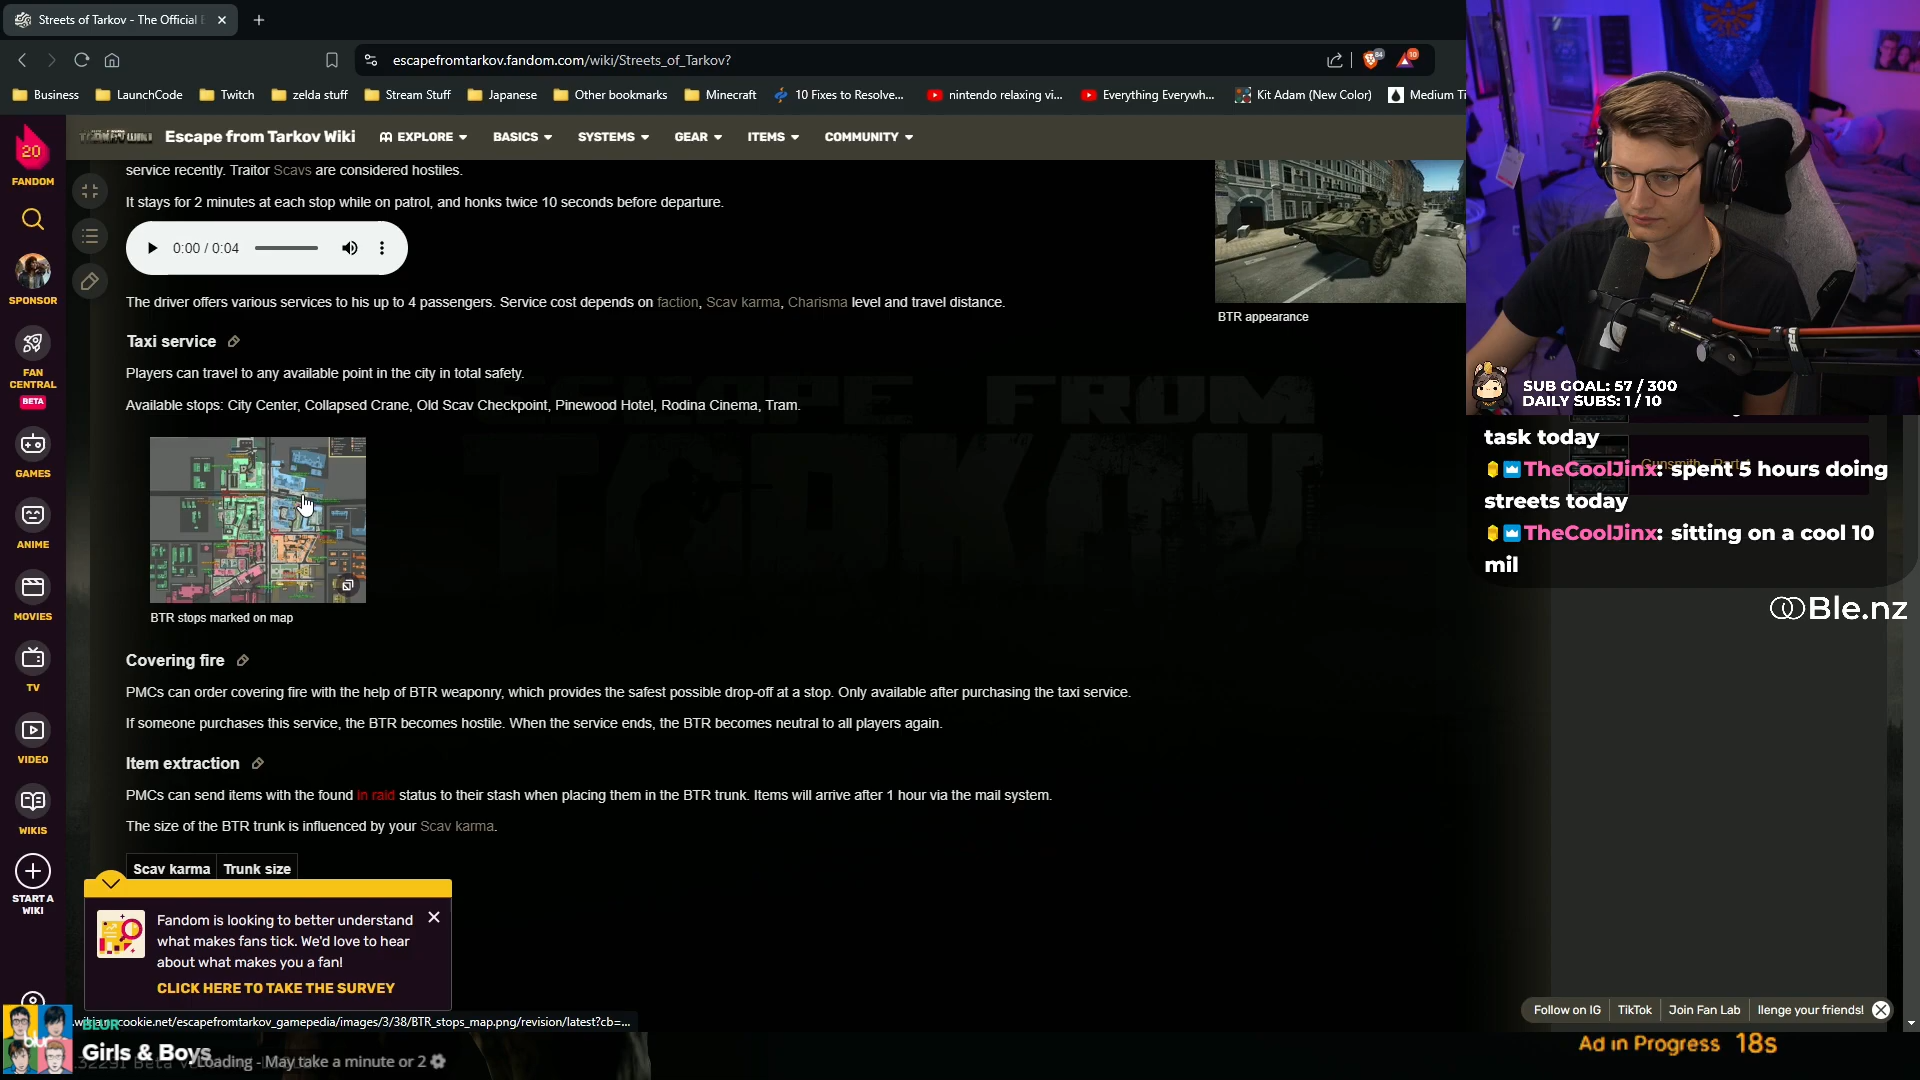 Streets of Tarkov - The Official
escapefromtarkov.fandom.com/wiki/Streets_of_Tarkov?
84
10
Business
LaunchCode
Twitch
zelda stuff
Stream Stuff
Japanese
Other bookmarks
Minecraft
10 Fixes to Resolve...
nintendo relaxing vi...
Everything Everywh...
Kit Adam (New Color)
Medium Ti
20
FANDOM
SPONSOR
FAN
CENTRAL
BETA
GAMES
ANIME
MOVIES
TV
VIDEO
WIKIS
START A
WIKI
Escape from Tarkov Wiki
EXPLORE
BASICS
SYSTEMS
GEAR
ITEMS
COMMUNITY
service recently. Traitor Scavs are considered hostiles.
It stays for 2 minutes at each stop while on patrol, and honks twice 10 seconds before departure.
0:00 / 0:04
The driver offers various services to his up to 4 passengers. Service cost depends on faction, Scav karma, Charisma level and travel distance.
BTR appearance
Taxi service
Players can travel to any available point in the city in total safety.
Available stops: City Center, Collapsed Crane, Old Scav Checkpoint, Pinewood Hotel, Rodina Cinema, Tram.
ESCAPE FROM
TARKOV
BTR stops marked on map
Covering fire
PMCs can order covering fire with the help of BTR weaponry, which provides the safest possible drop-off at a stop. Only available after purchasing the taxi service.
If someone purchases this service, the BTR becomes hostile. When the service ends, the BTR becomes neutral to all players again.
Item extraction
PMCs can send items with the found in raid status to their stash when placing them in the BTR trunk. Items will arrive after 1 hour via the mail system.
The size of the BTR trunk is influenced by your Scav karma.
Scav karma
Trunk size
Fandom is looking to better understand
what makes fans tick. We'd love to hear
about what makes you a fan!
CLICK HERE TO TAKE THE SURVEY
BLUR
Girls & Boys
Loading - May take a minute or 2
SUB GOAL: 57 / 300
DAILY SUBS: 1 / 10
task today
TheCoolJinx: spent 5 hours doing
streets today
TheCoolJinx: sitting on a cool 10
mil
Ble.nz
Follow on IG
TikTok
Join Fan Lab
llenge your friends!
Ad in Progress 18s